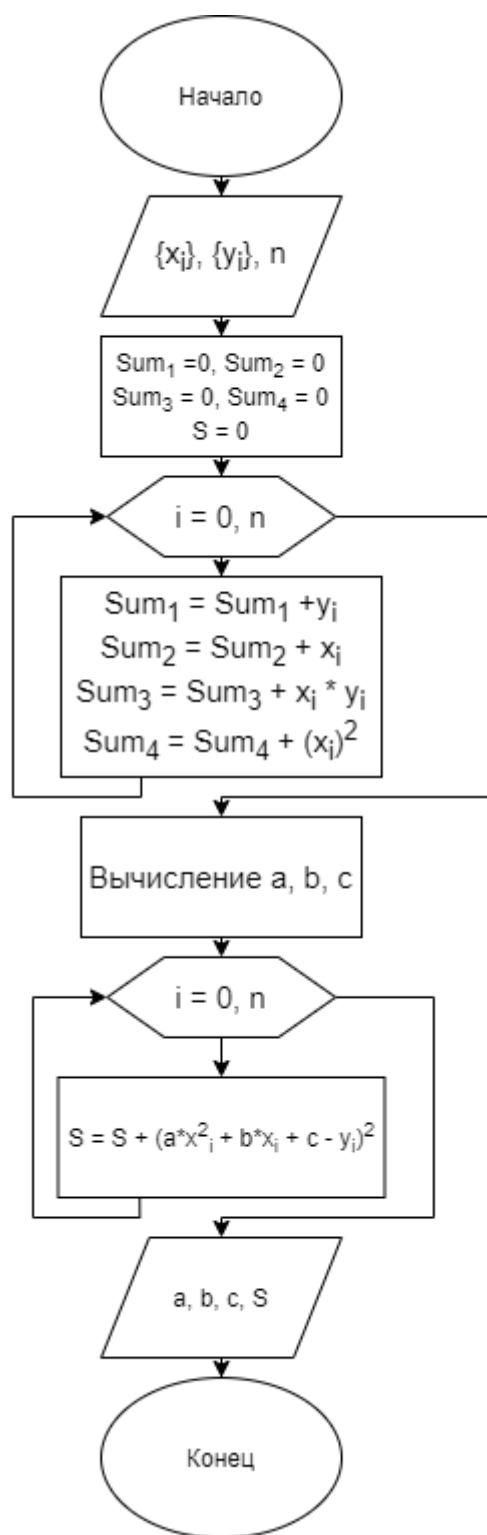 Начало
{xᵢ}, {yᵢ}, n
Sum₁ =0, Sum₂ = 0
Sum₃ = 0, Sum₄ = 0
S = 0
i = 0, n
Sum₁ = Sum₁ +yᵢ
Sum₂ = Sum₂ + xᵢ
Sum₃ = Sum₃ + xᵢ * yᵢ
Sum₄ = Sum₄ + (xᵢ)²
Вычисление a, b, c
i = 0, n
S = S + (a*x²ᵢ + b*xᵢ + c - yᵢ)²
a, b, c, S
Конец